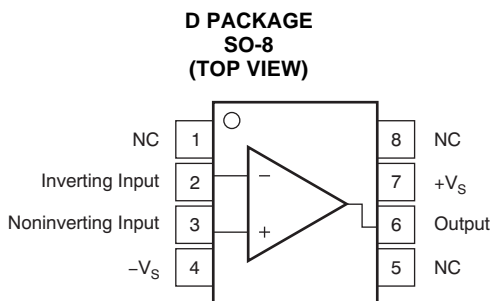 D PACKAGE
SO-8
(TOP VIEW)
NC 1 8 NC
Inverting Input 2 − 7 +VS
Noninverting Input 3 + 6 Output
−VS 4 5 NC